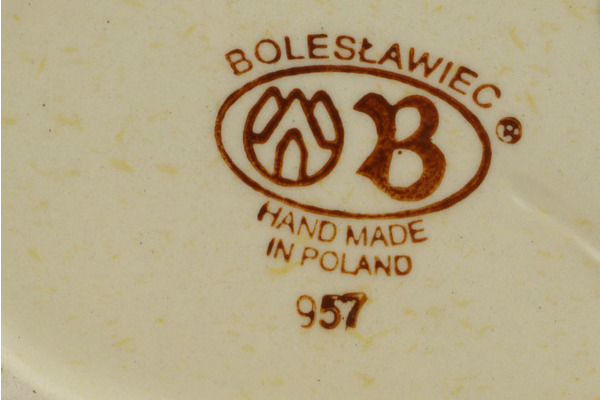 BOLESŁAWIEC
B
HAND MADE
IN POLAND
957